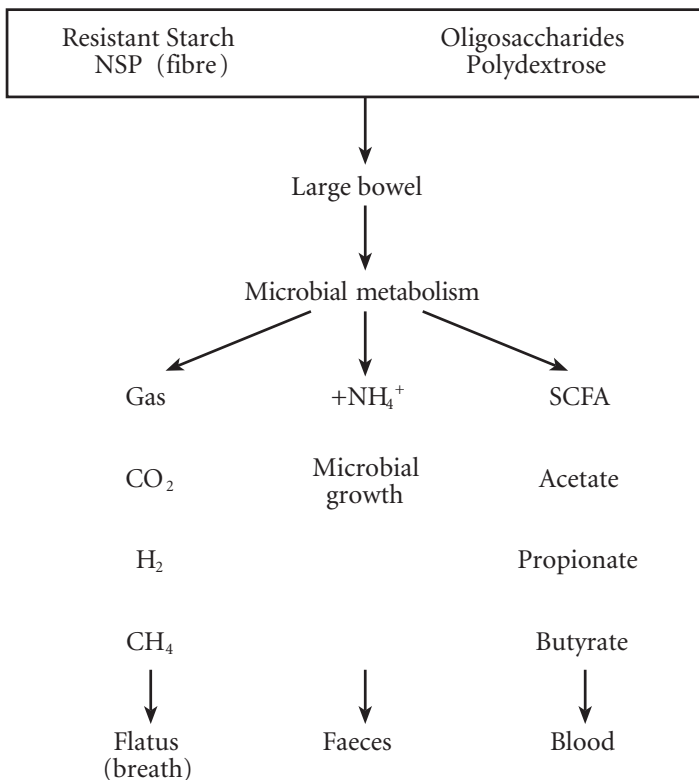 Resistant Starch
NSP (fibre)
Oligosaccharides
Polydextrose
Large bowel
Microbial metabolism
Gas
+NH₄⁺
SCFA
CO₂
Microbial
growth
Acetate
H₂
Propionate
CH₄
Butyrate
Flatus
(breath)
Faeces
Blood